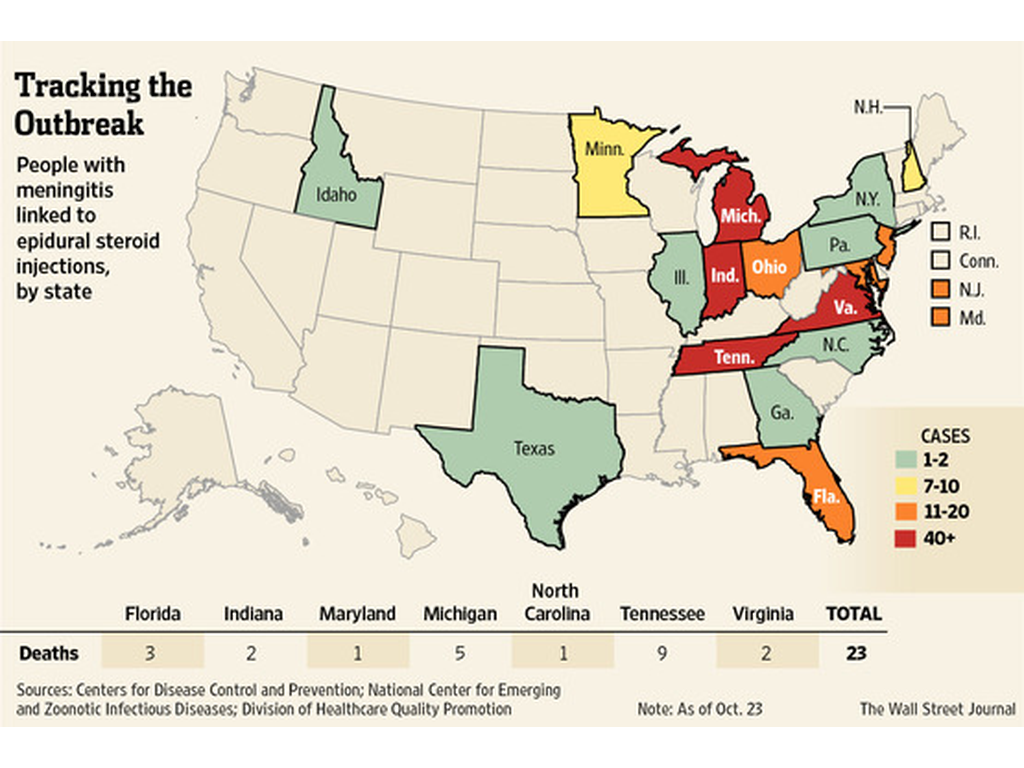 Tracking the
Outbreak
People with
meningitis
linked to
epidural steroid
injections,
by state
N.H.
Minn.
Idaho
N.Y.
Mich.
Pa.
R.I.
Conn.
N.J.
Md.
Ill.
Ind.
Ohio
Va.
Tenn.
N.C.
Ga.
Texas
Fla.
CASES
1-2
7-10
11-20
40+
Florida Indiana Maryland Michigan North Carolina Tennessee Virginia TOTAL
Deaths 3 2 1 5 1 9 2 23
Sources: Centers for Disease Control and Prevention; National Center for Emerging
and Zoonotic Infectious Diseases; Division of Healthcare Quality Promotion
Note: As of Oct. 23
The Wall Street Journal